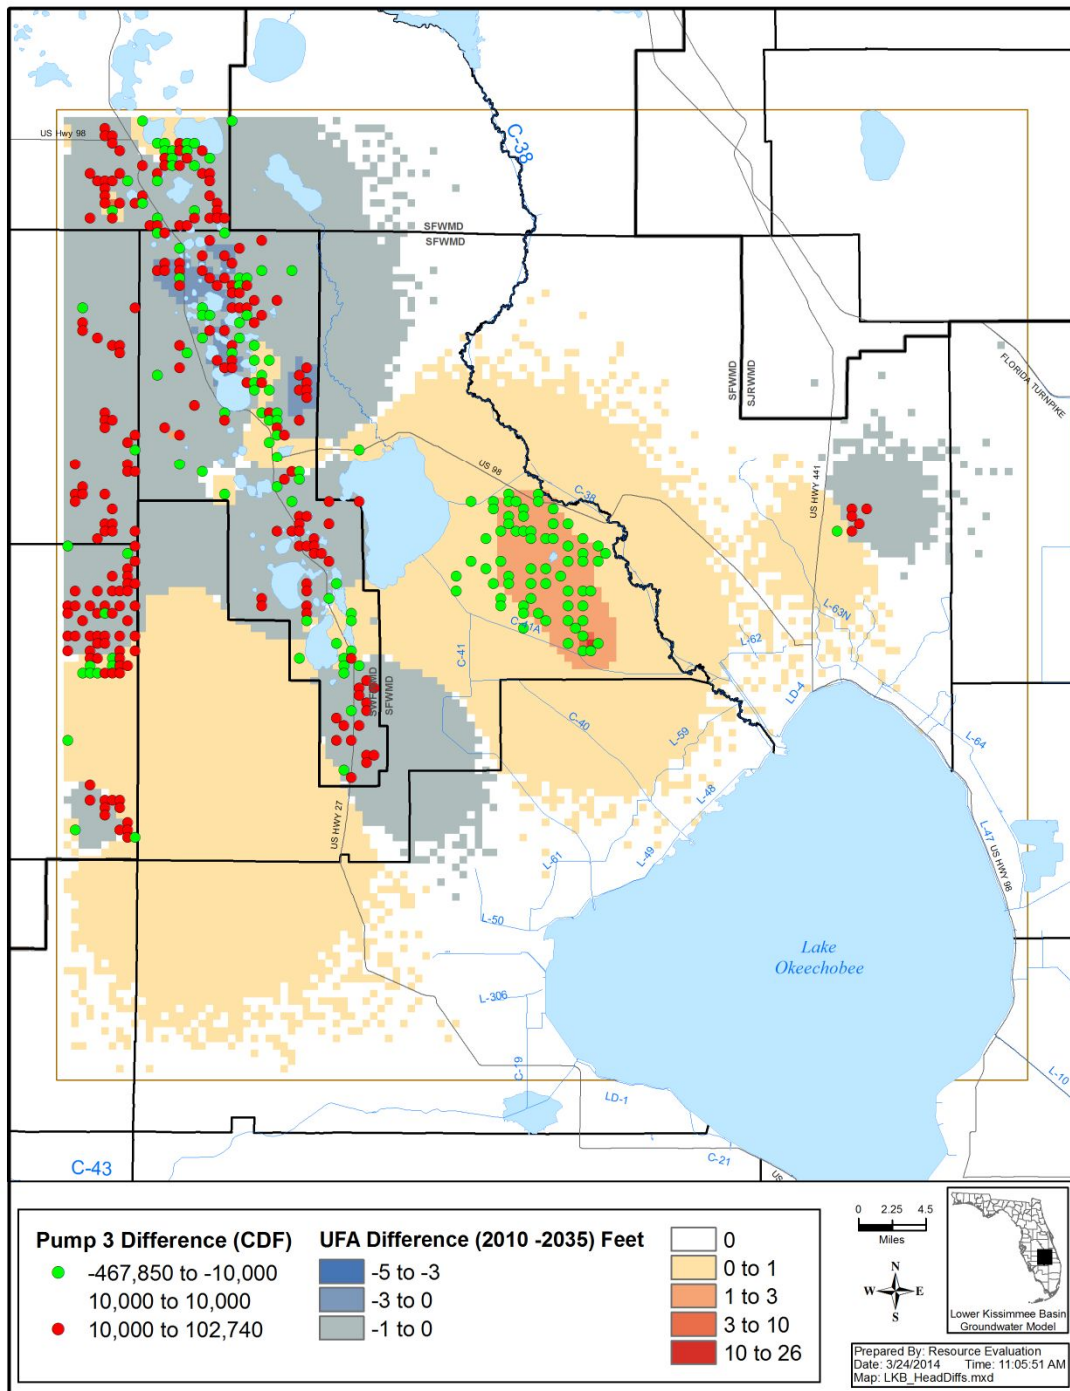 US Hwy 98
C-38
SFWMD
SFWMD
SFWMD
SJRWMD
FLORIDA TURNPIKE
US 98
C-38
US HWY 441
L-63N
C-41A
L-62
C-41
LD-4
SWFWMD
SFWMD
C-40
L-59
L-64
L-48
US HWY 27
L-47
US HWY 98
L-61
L-49
L-50
Lake
Okeechobee
L-306
C-19
L-10
LD-1
C-21
US
C-43
Pump 3 Difference (CDF)
-467,850 to -10,000
10,000 to 10,000
10,000 to 102,740
UFA Difference (2010 -2035) Feet
-5 to -3
-3 to 0
-1 to 0
0
0 to 1
1 to 3
3 to 10
10 to 26
0 2.25 4.5
Miles
N
W E
S
Lower Kissimmee Basin
Groundwater Model
Prepared By: Resource Evaluation
Date: 3/24/2014 Time: 11:05:51 AM
Map: LKB_HeadDiffs.mxd